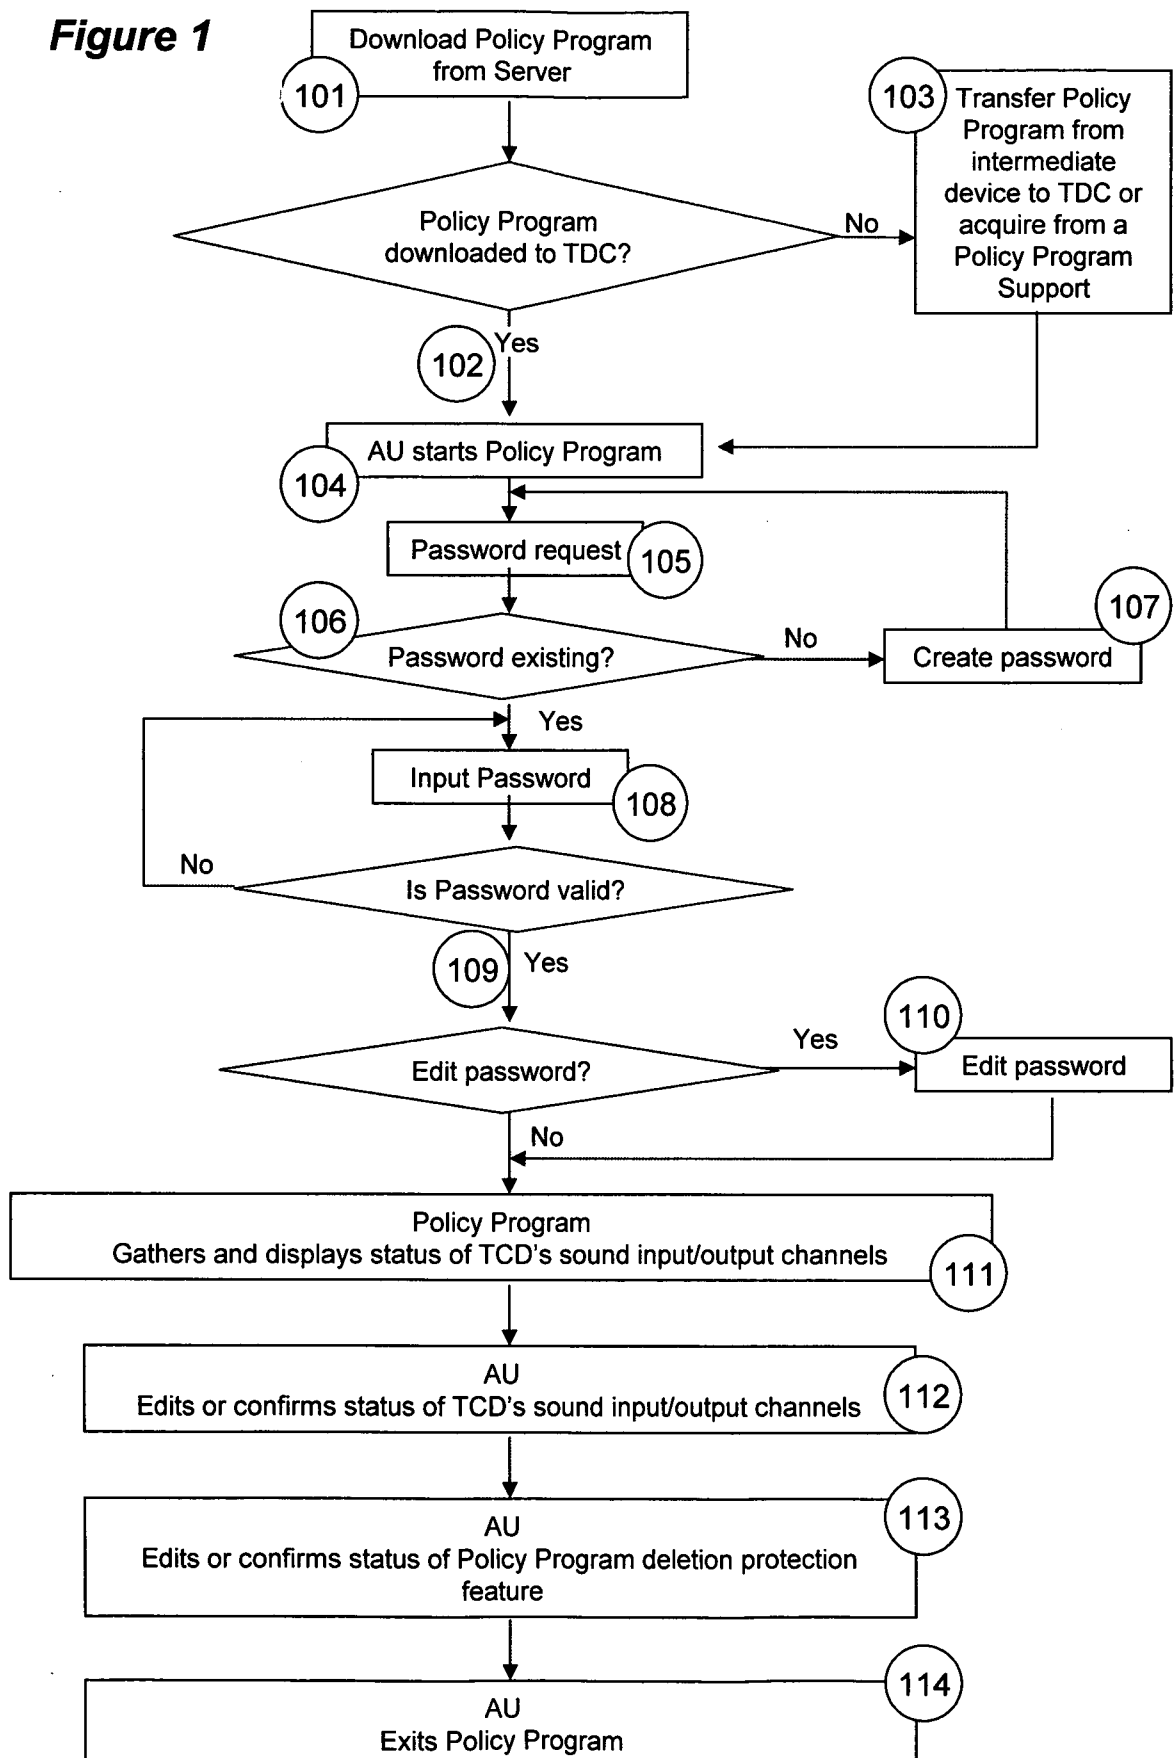 Figure 1
Download Policy Program
from Server
101
103
Transfer Policy
Program from
intermediate
device to TDC or
acquire from a
Policy Program
Support
Policy Program
downloaded to TDC?
No
Yes
102
AU starts Policy Program
104
Password request
105
106
Password existing?
No
107
Create password
Yes
Input Password
108
No
Is Password valid?
109
Yes
110
Edit password?
Yes
Edit password
No
Policy Program
Gathers and displays status of TCD's sound input/output channels
111
AU
Edits or confirms status of TCD's sound input/output channels
112
AU
Edits or confirms status of Policy Program deletion protection
feature
113
AU
Exits Policy Program
114